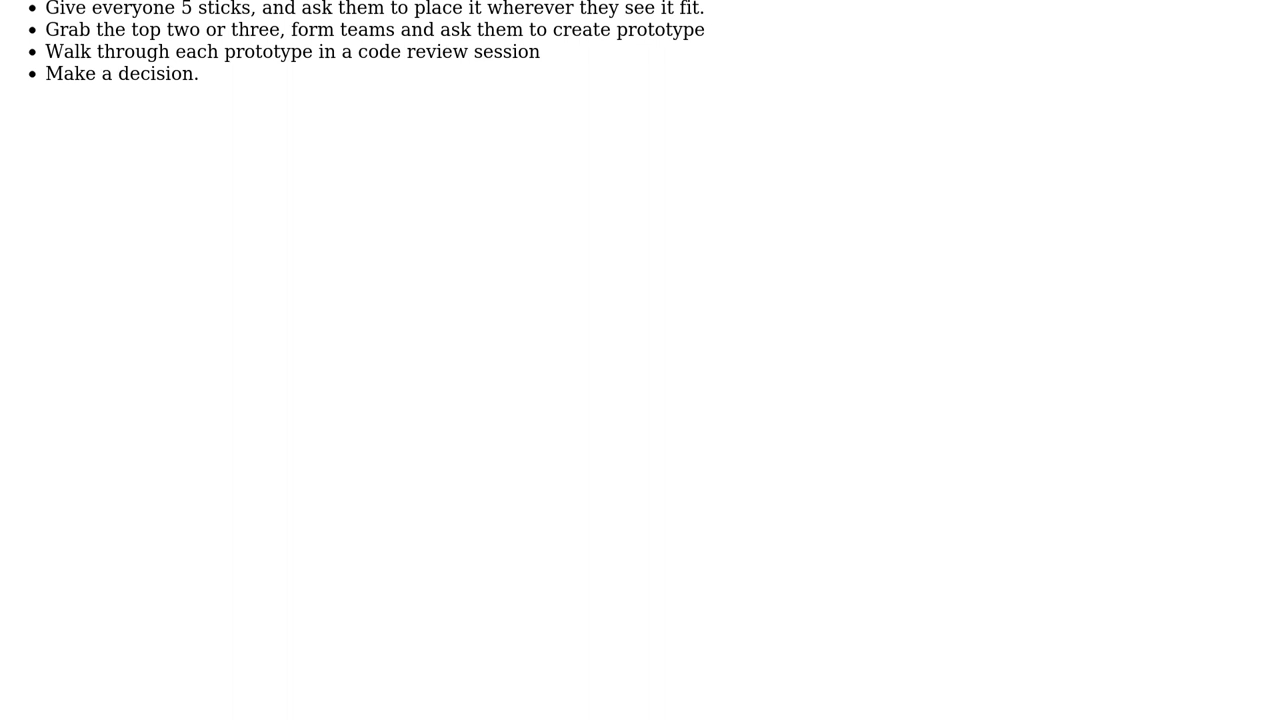 • Give everyone 5 sticks, and ask them to place it wherever they see it fit.
• Grab the top two or three, form teams and ask them to create prototype
• Walk through each prototype in a code review session
• Make a decision.